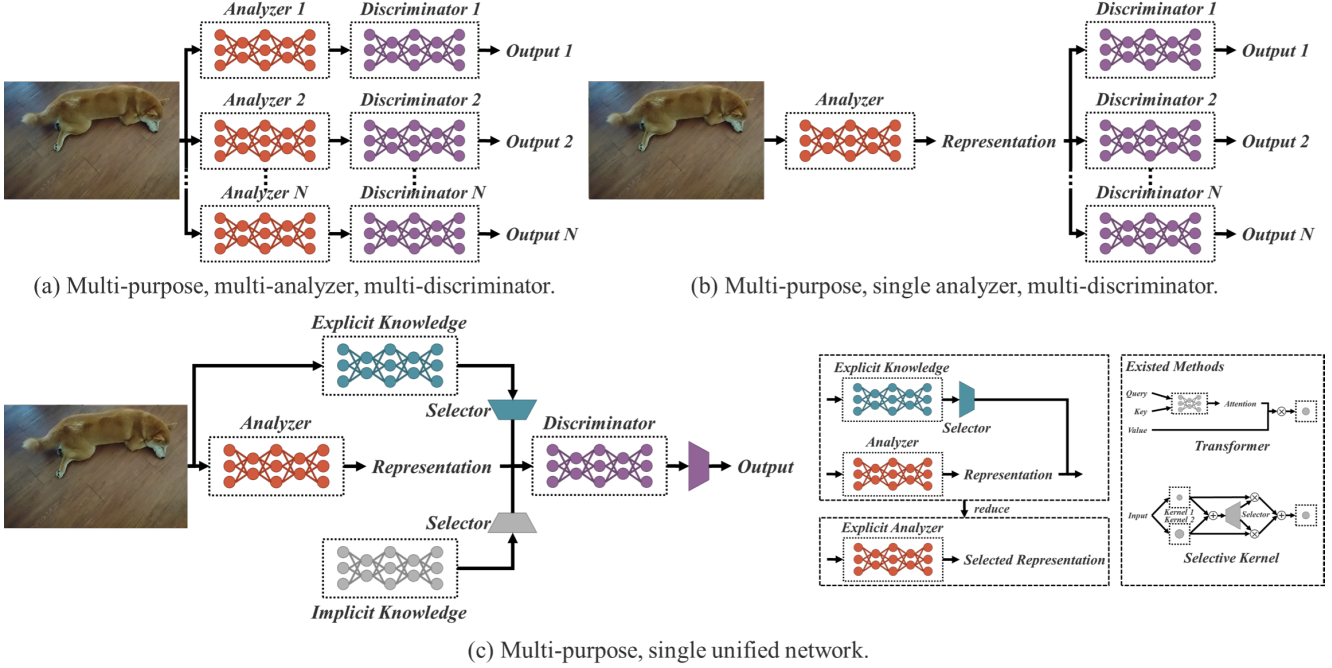 Analyzer 1
Discriminator 1
Output 1
Analyzer 2
Discriminator 2
Output 2
Analyzer N
Discriminator N
Output N
(a) Multi-purpose, multi-analyzer, multi-discriminator.
Analyzer
Representation
Discriminator 1
Output 1
Discriminator 2
Output 2
Discriminator N
Output N
(b) Multi-purpose, single analyzer, multi-discriminator.
Explicit Knowledge
Selector
Analyzer
Representation
Discriminator
Output
Selector
Implicit Knowledge
Explicit Knowledge
Selector
Analyzer
Representation
reduce
Explicit Analyzer
Selected Representation
Existed Methods
Query
Key
Attention
Value
Transformer
Input
Kernel 1
Kernel 2
Selector
Selective Kernel
(c) Multi-purpose, single unified network.